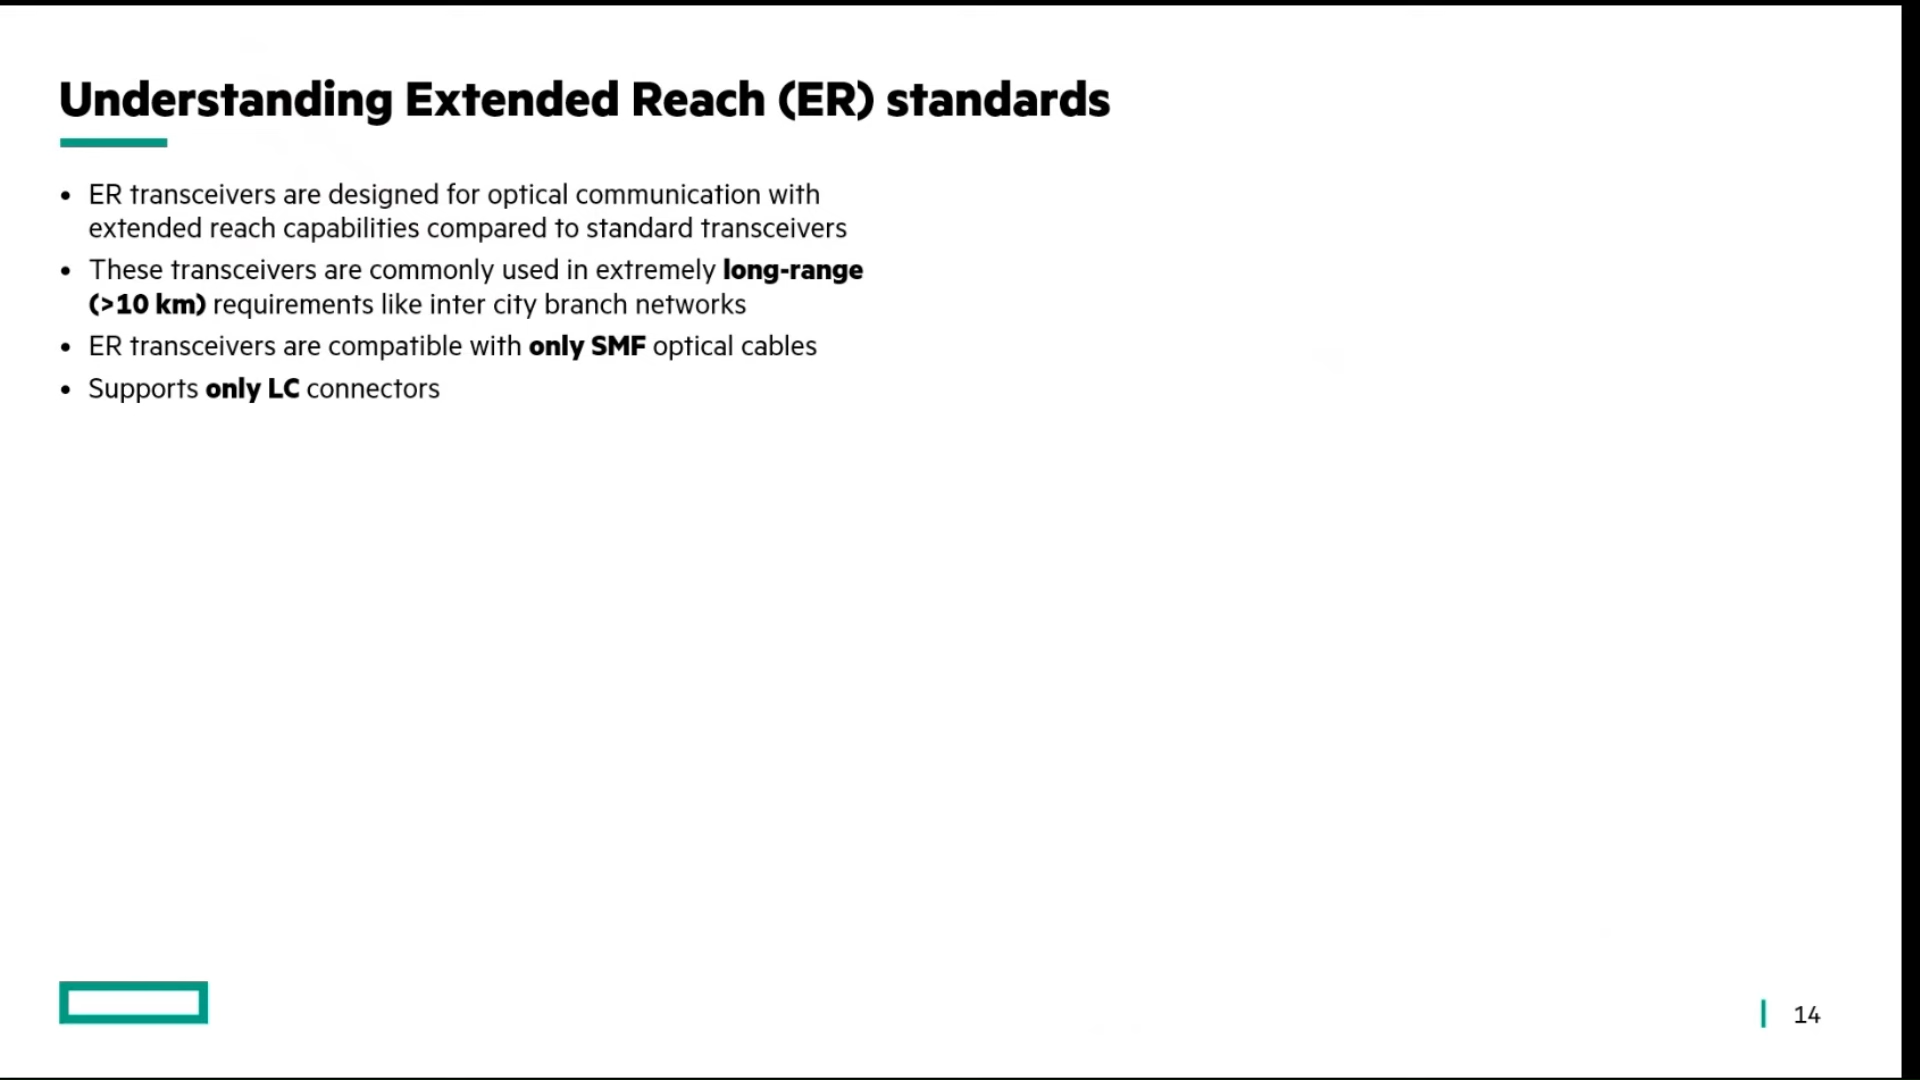 Understanding Extended Reach (ER) standards
• ER transceivers are designed for optical communication with
extended reach capabilities compared to standard transceivers
• These transceivers are commonly used in extremely long-range
(>10 km) requirements like inter city branch networks
• ER transceivers are compatible with only SMF optical cables
• Supports only LC connectors
14